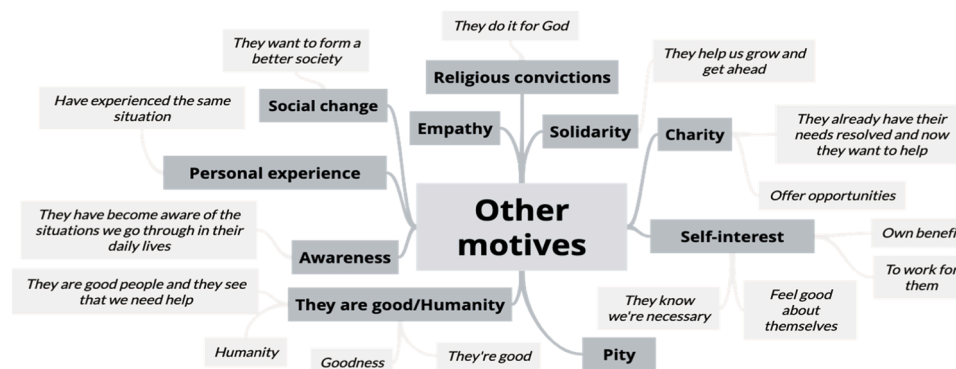 They do it for God
They want to form a
better society
They help us grow and
get ahead
Religious convictions
Have experienced the same
situation
Social change
Empathy
Solidarity
Charity
They already have their
needs resolved and now
they want to help
Personal experience
Offer opportunities
Other
motives
They have become aware of the
situations we go through in their
daily lives
Awareness
Self-interest
Own benefi
To work for
them
They are good people and they see
that we need help
They are good/Humanity
They know
we're necessary
Feel good
about
themselves
Humanity
Goodness
They're good
Pity